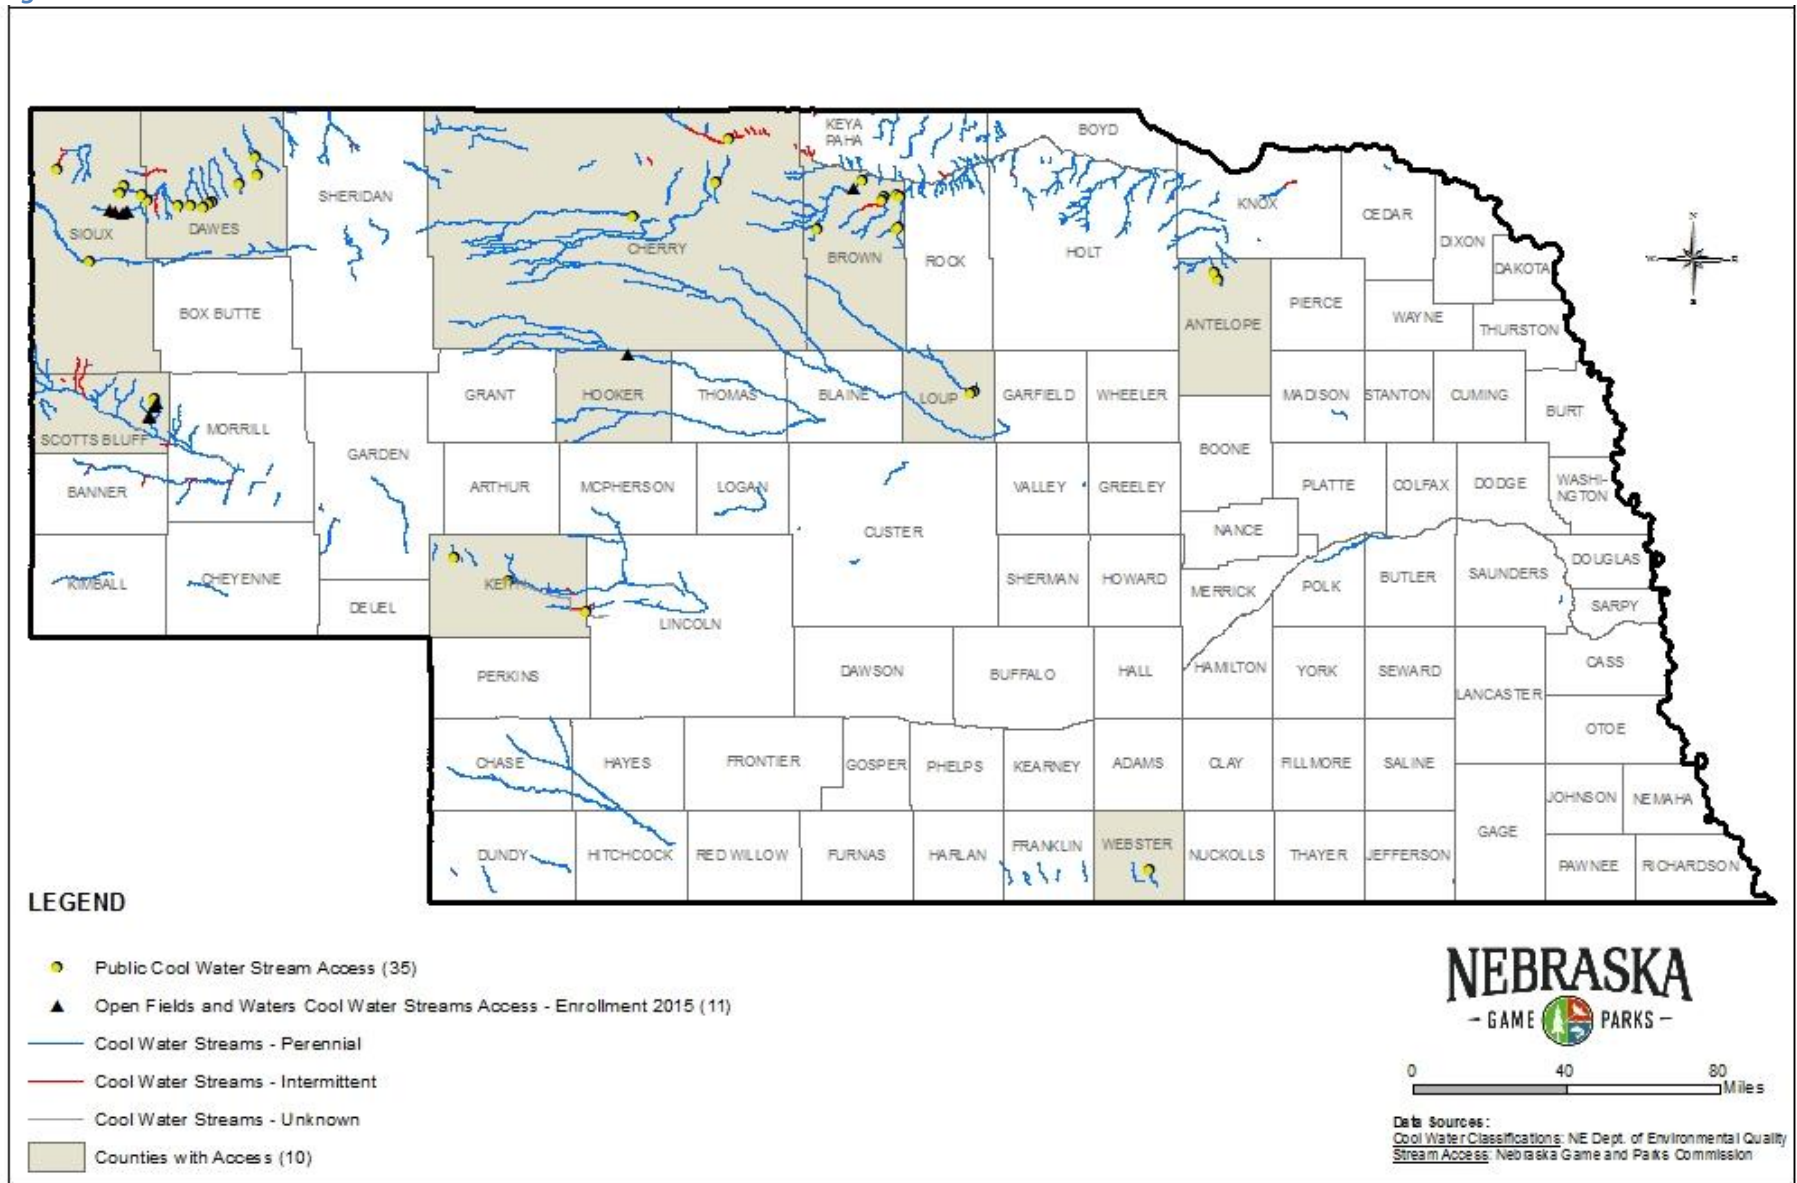 KEYA
PAHA
BOYD
SHERIDAN
KNOX
CEDAR
SIOUX
DAWES
CHERRY
BROWN
ROCK
HOLT
DIXON
DAKOTA
BOX BUTTE
ANTELOPE
PIERCE
WAYNE
THURSTON
GRANT
HOOKER
THOMAS
BLAINE
LOUP
GARFIELD
WHEELER
MADISON
STANTON
CUMING
BURT
SCOTTS BLUFF
MORRILL
GARDEN
BOONE
BANNER
ARTHUR
MCPHERSON
LOGAN
CUSTER
VALLEY
GREELEY
PLATTE
COLFAX
DODGE
WASHI-
NGTON
NANCE
KIMBALL
CHEYENNE
DEUEL
KEITH
LINCOLN
SHERMAN
HOWARD
MERRICK
POLK
BUTLER
SAUNDERS
DOUGLAS
SARPY
PERKINS
DAWSON
BUFFALO
HALL
HAMILTON
YORK
SEWARD
LANCASTER
CASS
OTOE
CHASE
HAYES
FRONTIER
GOSPER
PHELPS
KEARNEY
ADAMS
CLAY
FILLMORE
SALINE
JOHNSON
NEMAHA
GAGE
DUNDY
HITCHCOCK
RED WILLOW
FURNAS
HARLAN
FRANKLIN
WEBSTER
NUCKOLLS
THAYER
JEFFERSON
PAWNEE
RICHARDSON
LEGEND
Public Cool Water Stream Access (35)
Open Fields and Waters Cool Water Streams Access - Enrollment 2015 (11)
Cool Water Streams - Perennial
Cool Water Streams - Intermittent
Cool Water Streams - Unknown
Counties with Access (10)
NEBRASKA
- GAME PARKS -
0 40 80
Miles
Data Sources:
Cool Water Classifications: NE Dept. of Environmental Quality
Stream Access: Nebraska Game and Parks Commission